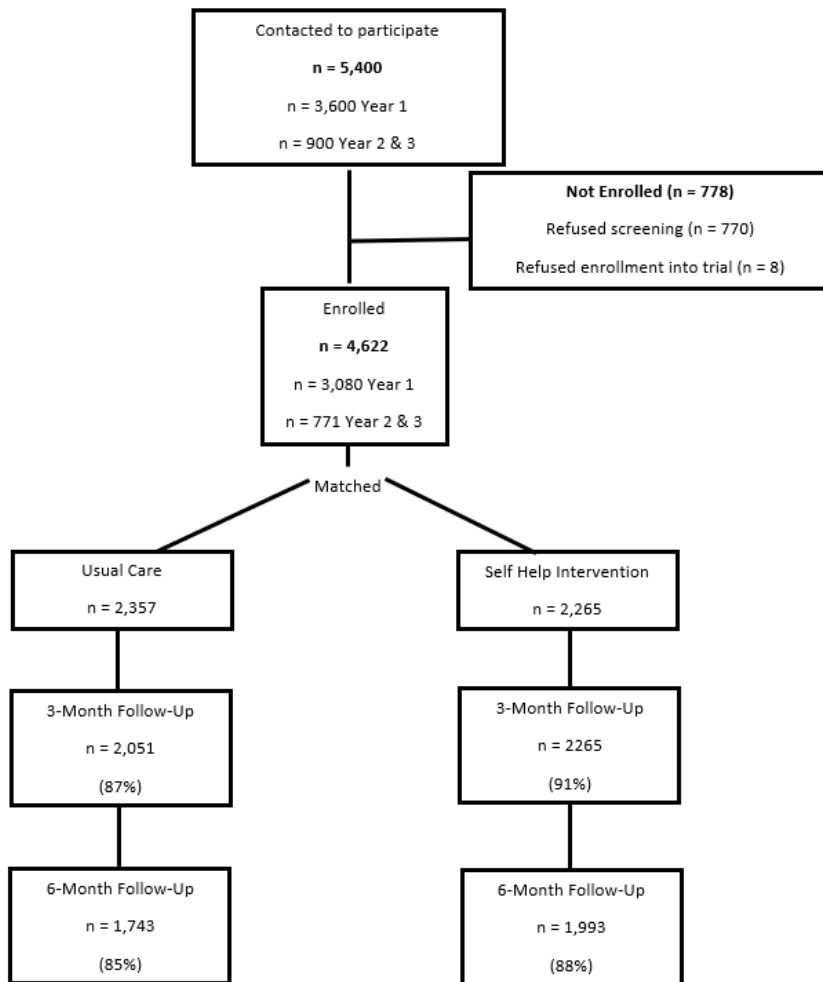 Contacted to participate
n = 5,400
n = 3,600 Year 1
n = 900 Year 2 & 3
Not Enrolled (n = 778)
Refused screening (n = 770)
Refused enrollment into trial (n = 8)
Enrolled
n = 4,622
n = 3,080 Year 1
n = 771 Year 2 & 3
Matched
Usual Care
n = 2,357
Self Help Intervention
n = 2,265
3-Month Follow-Up
n = 2,051
(87%)
3-Month Follow-Up
n = 2265
(91%)
6-Month Follow-Up
n = 1,743
(85%)
6-Month Follow-Up
n = 1,993
(88%)